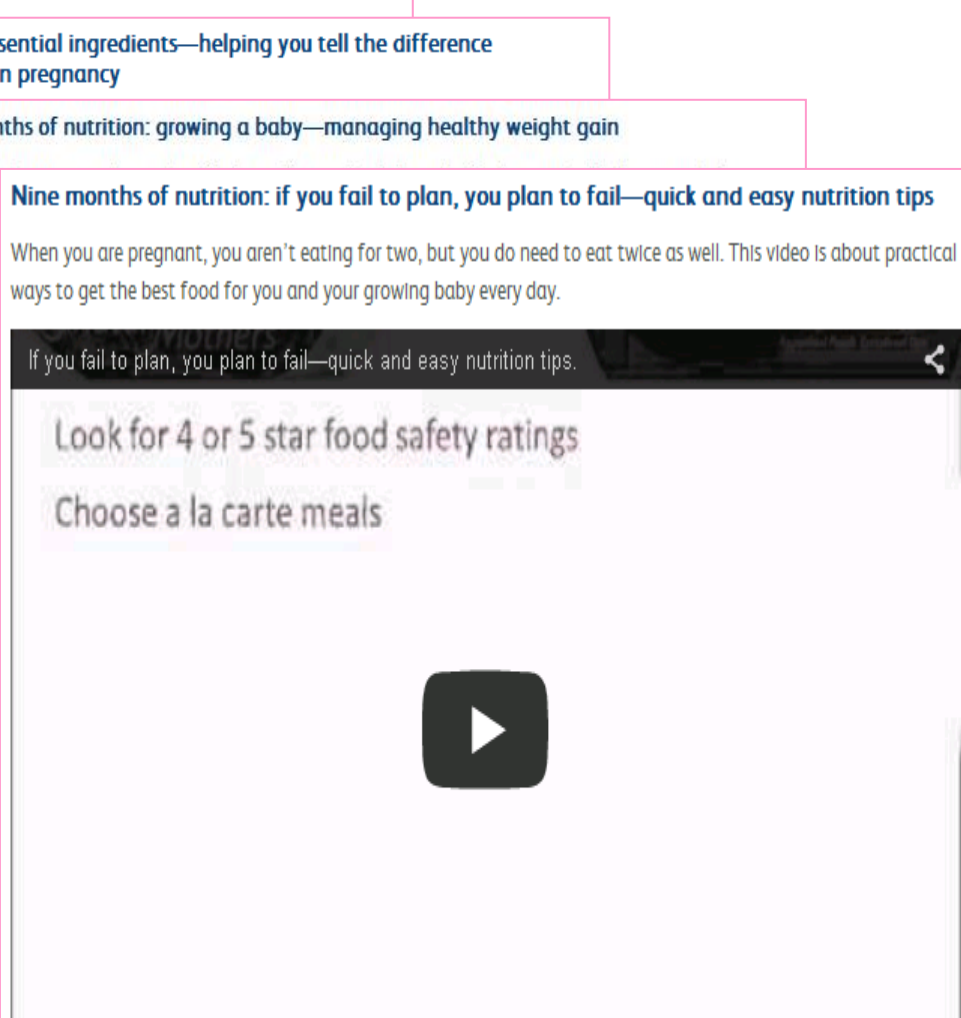 sential ingredients—helping you tell the difference
n pregnancy
ths of nutrition: growing a baby—managing healthy weight gain
Nine months of nutrition: if you fail to plan, you plan to fail—quick and easy nutrition tips
When you are pregnant, you aren't eating for two, but you do need to eat twice as well. This video is about practical
ways to get the best food for you and your growing baby every day.
Mothers
If you fail to plan, you plan to fail—quick and easy nutrition tips.
Look for 4 or 5 star food safety ratings
Choose a la carte meals